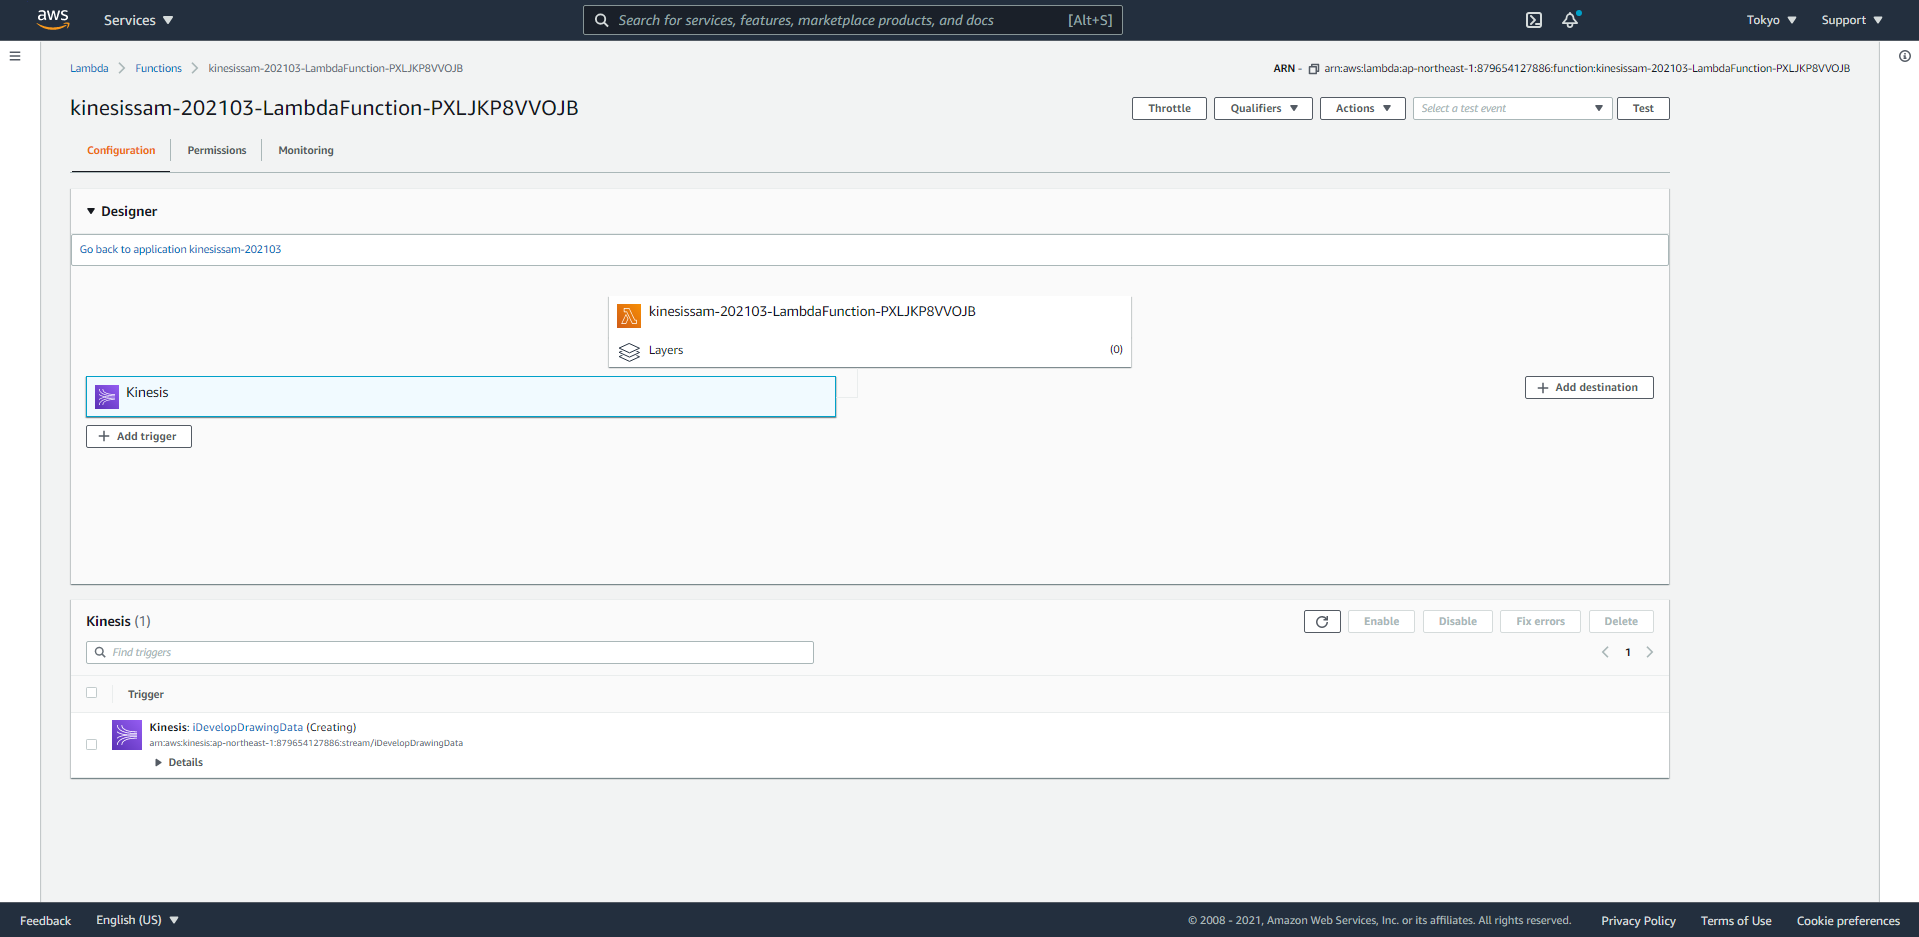 aws
Services
Search for services, features, marketplace products, and docs [Alt+S]
Tokyo
Support
Lambda Functions kinesissam-202103-LambdaFunction-PXLJKP8VVOJB
ARN - arn:aws:lambda:ap-northeast-1:879654127886:function:kinesissam-202103-LambdaFunction-PXLJKP8VVOJB
kinesissam-202103-LambdaFunction-PXLJKP8VVOJB
Throttle Qualifiers Actions Select a test event Test
Configuration Permissions Monitoring
Designer
Go back to application kinesissam-202103
kinesissam-202103-LambdaFunction-PXLJKP8VVOJB
Layers (0)
Kinesis
Add destination
Add trigger
Kinesis (1)
Enable Disable Fix errors Delete
Find triggers
1
Trigger
Kinesis: iDevelopDrawingData (Creating)
arn:aws:kinesis:ap-northeast-1:879654127886:stream/iDevelopDrawingData
Details
Feedback English (US)
© 2008 - 2021, Amazon Web Services, Inc. or its affiliates. All rights reserved. Privacy Policy Terms of Use Cookie preferences